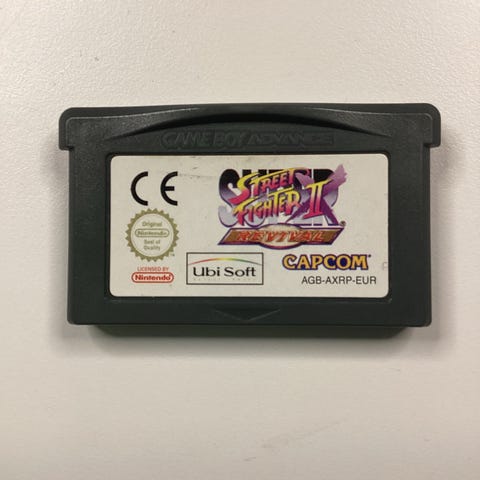 GAME BOY ADVANCE
CE
SUPER
STREET
FIGHTER II
REVIVAL
Original
Nintendo
Seal of
Quality
LICENSED BY
Nintendo
Ubi Soft
CAPCOM
AGB-AXRP-EUR